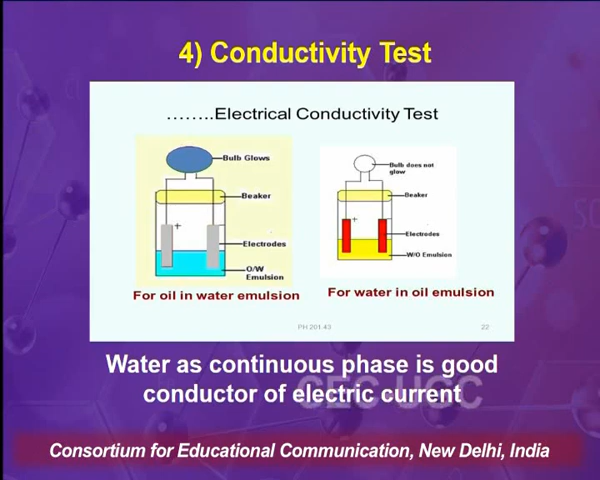 4) Conductivity Test
........Electrical Conductivity Test
Bulb Glows
Beaker
+
Electrodes
O/W
Emulsion
For oil in water emulsion
Bulb does not
glow
Beaker
+
Electrodes
W/O Emulsion
For water in oil emulsion
PH 201.43
22
Water as continuous phase is good
conductor of electric current
CEC UGC
Consortium for Educational Communication, New Delhi, India